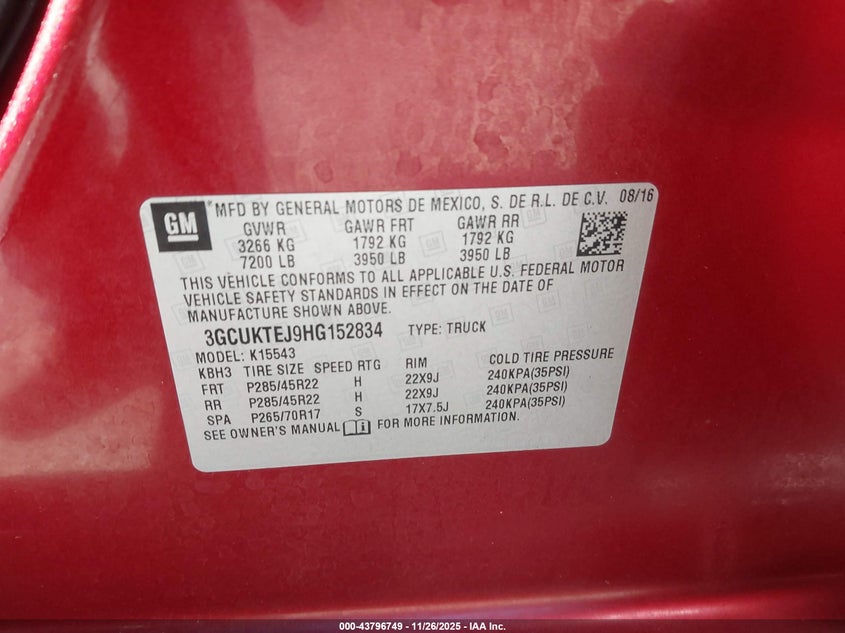 GM
*MFD BY GENERAL MOTORS DE MEXICO, S. DE R.L. DE C.V. 08/16
GVWR GAWR FRT GAWR RR
3266 KG 1792 KG 1792 KG
7200 LB 3950 LB 3950 LB
THIS VEHICLE CONFORMS TO ALL APPLICABLE U.S. FEDERAL MOTOR
VEHICLE SAFETY STANDARDS IN EFFECT ON THE DATE OF
MANUFACTURE SHOWN ABOVE.
3GCUKTEJ9HG152834 TYPE: TRUCK
MODEL: K15543
KBH3 TIRE SIZE SPEED RTG RIM COLD TIRE PRESSURE
FRT P285/45R22 H 22X9J 240KPA(35PSI)
RR P285/45R22 H 22X9J 240KPA(35PSI)
SPA P265/70R17 S 17X7.5J 240KPA(35PSI)
SEE OWNER'S MANUAL FOR MORE INFORMATION.
000-43796749 | 11/26/2025 - IAA Inc.